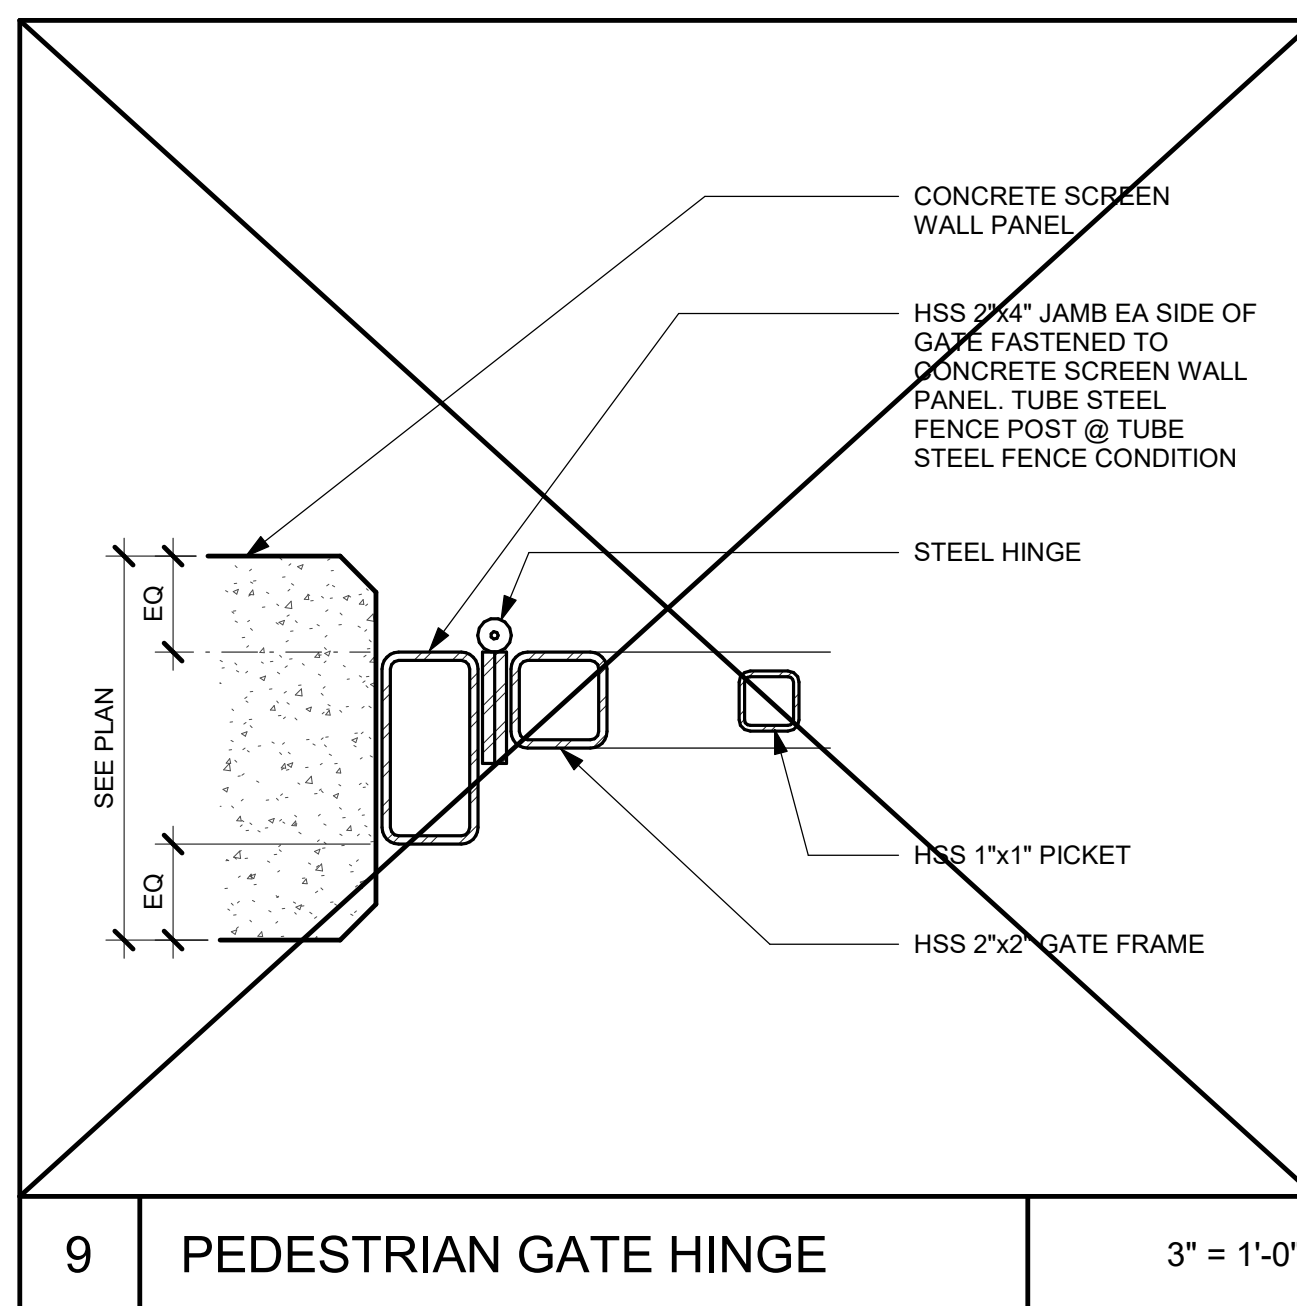 CONCRETE SCREEN
WALL PANEL
HSS 2"x4" JAMB EA SIDE OF
GATE FASTENED TO
CONCRETE SCREEN WALL
PANEL. TUBE STEEL
FENCE POST @ TUBE
STEEL FENCE CONDITION
STEEL HINGE
EQ
SEE PLAN
EQ
HSS 1"x1" PICKET
HSS 2"x2" GATE FRAME
9
PEDESTRIAN GATE HINGE
3" = 1'-0"